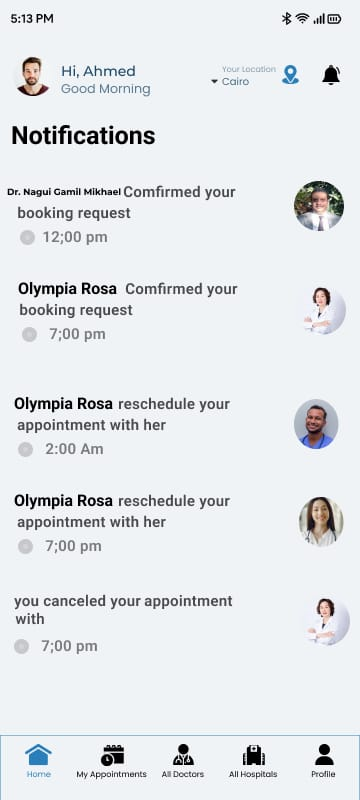 5:13 PM
Hi, Ahmed
Good Morning
Your Location
Cairo
Notifications
Dr. Nagui Gamil Mikhael Comfirmed your
booking request
12;00 pm
Olympia Rosa Comfirmed your
booking request
7;00 pm
Olympia Rosa reschedule your
appointment with her
2:00 Am
Olympia Rosa reschedule your
appointment with her
7;00 pm
you canceled your appointment
with
7;00 pm
Home
My Appointments
All Doctors
All Hospitals
Profile